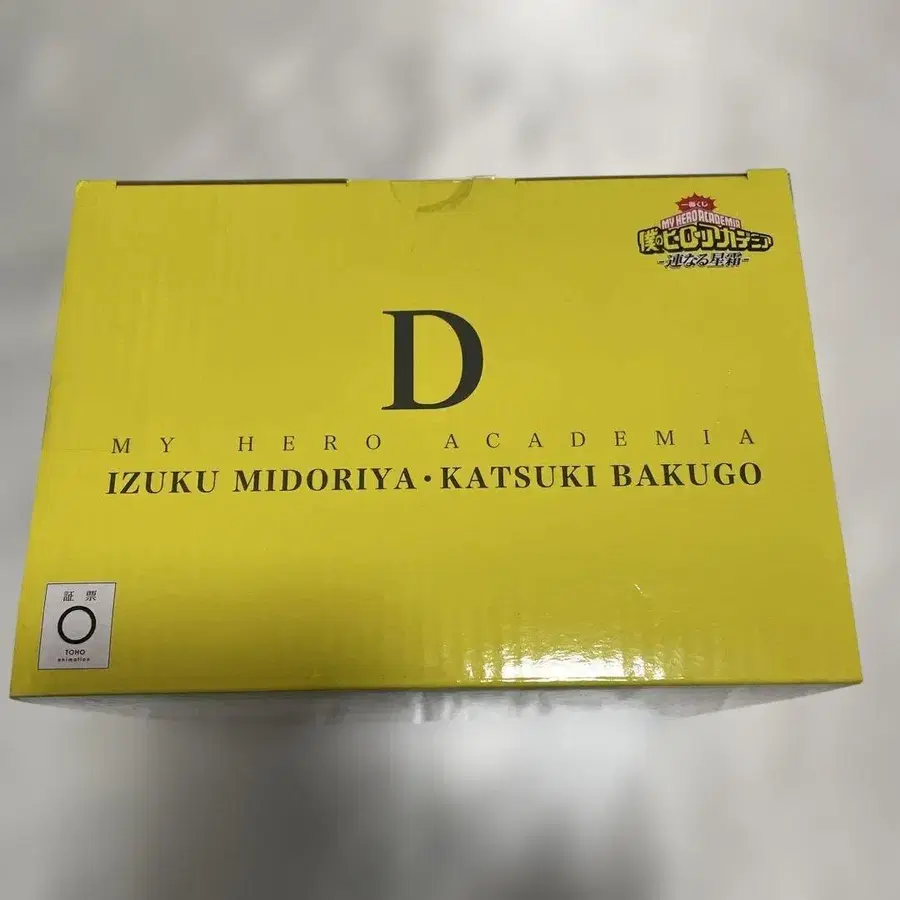 一番くじ
MY HERO ACADEMIA
僕のヒーローアカデミア
-連なる星霜-
D
MY HERO ACADEMIA
IZUKU MIDORIYA・KATSUKI BAKUGO
証票
TOHO
animation